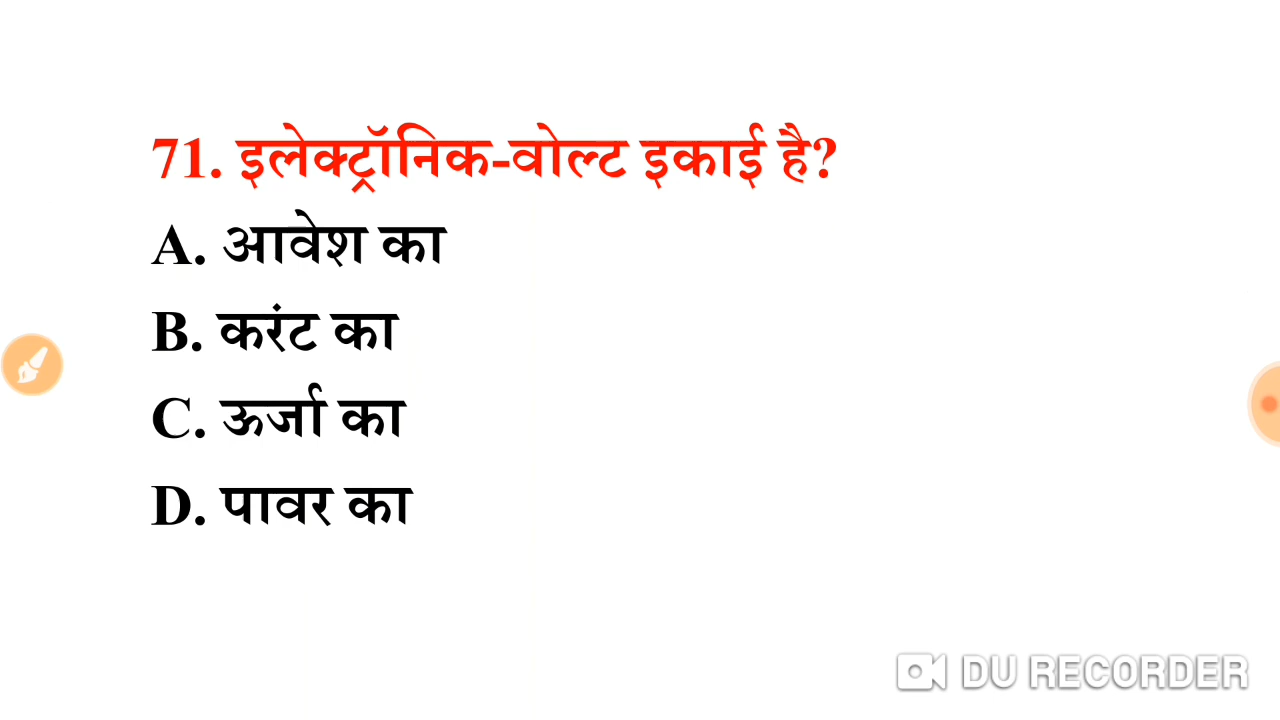 71. इलेक्ट्रॉनिक-वोल्ट इकाई है?
A. आवेश का
B. करंट का
C. ऊर्जा का
D. पावर का
DU RECORDER